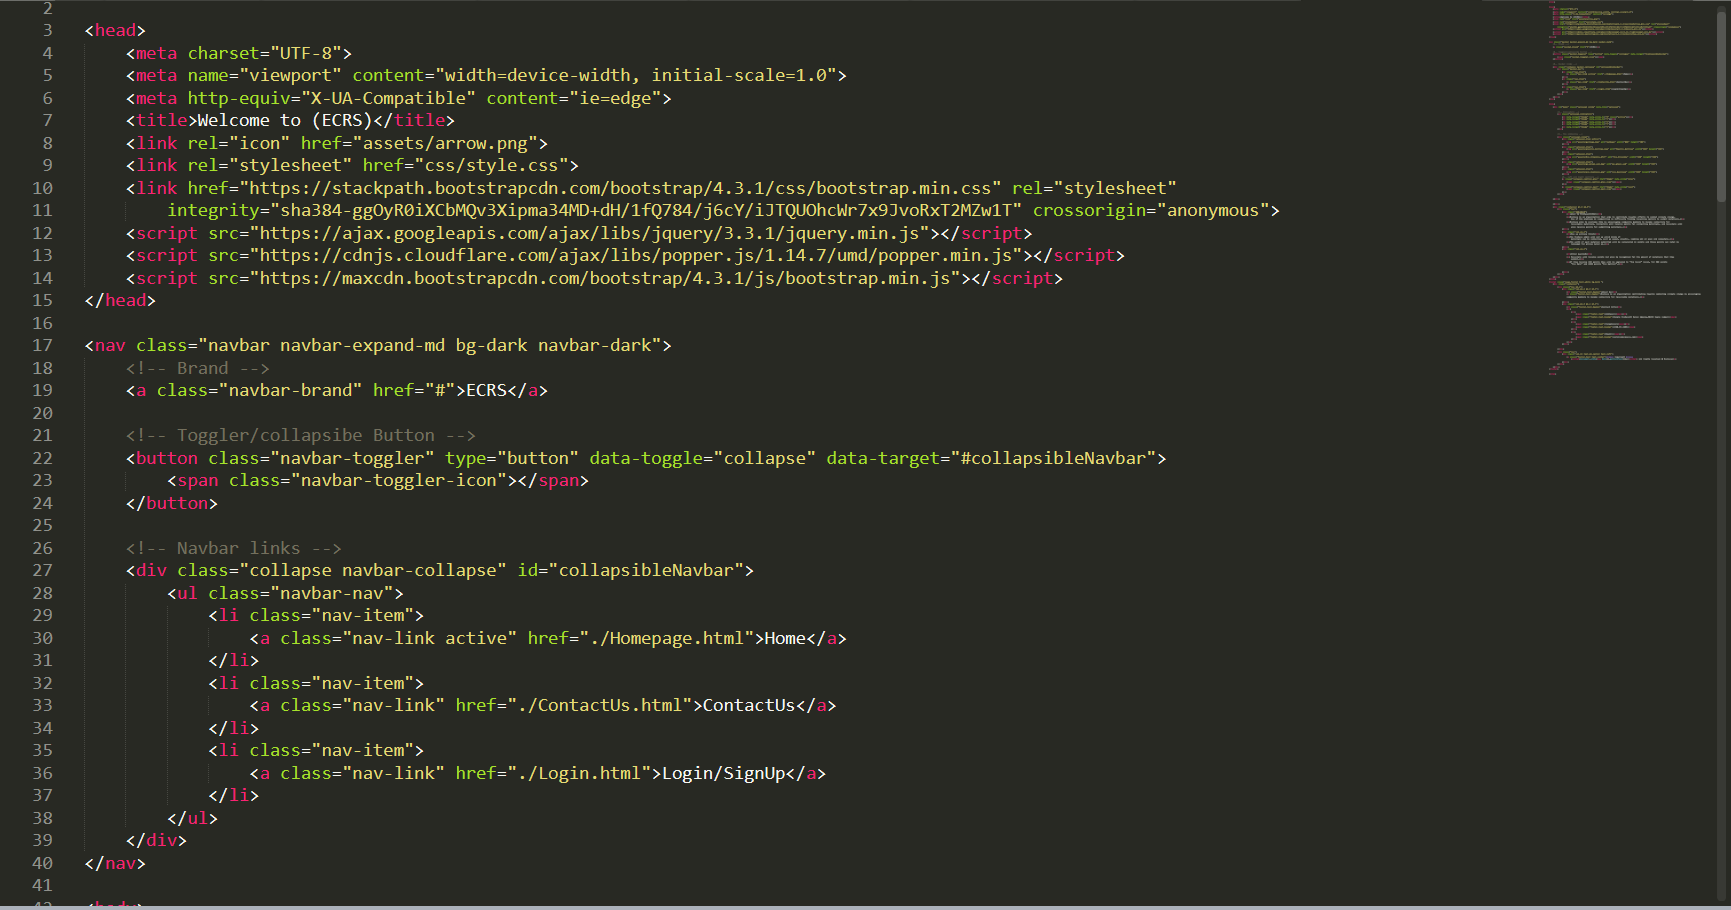 2
3 <head>
4 <meta charset="UTF-8">
5 <meta name="viewport" content="width=device-width, initial-scale=1.0">
6 <meta http-equiv="X-UA-Compatible" content="ie=edge">
7 <title>Welcome to (ECRS)</title>
8 <link rel="icon" href="assets/arrow.png">
9 <link rel="stylesheet" href="css/style.css">
10 <link href="https://stackpath.bootstrapcdn.com/bootstrap/4.3.1/css/bootstrap.min.css" rel="stylesheet"
11 integrity="sha384-ggOyR0iXCbMQv3Xipma34MD+dH/1fQ784/j6cY/iJTQUOhcWr7x9JvoRxT2MZw1T" crossorigin="anonymous">
12 <script src="https://ajax.googleapis.com/ajax/libs/jquery/3.3.1/jquery.min.js"></script>
13 <script src="https://cdnjs.cloudflare.com/ajax/libs/popper.js/1.14.7/umd/popper.min.js"></script>
14 <script src="https://maxcdn.bootstrapcdn.com/bootstrap/4.3.1/js/bootstrap.min.js"></script>
15 </head>
16
17 <nav class="navbar navbar-expand-md bg-dark navbar-dark">
18 <!-- Brand -->
19 <a class="navbar-brand" href="#">ECRS</a>
20
21 <!-- Toggler/collapsibe Button -->
22 <button class="navbar-toggler" type="button" data-toggle="collapse" data-target="#collapsibleNavbar">
23 <span class="navbar-toggler-icon"></span>
24 </button>
25
26 <!-- Navbar links -->
27 <div class="collapse navbar-collapse" id="collapsibleNavbar">
28 <ul class="navbar-nav">
29 <li class="nav-item">
30 <a class="nav-link active" href="./Homepage.html">Home</a>
31 </li>
32 <li class="nav-item">
33 <a class="nav-link" href="./ContactUs.html">ContactUs</a>
34 </li>
35 <li class="nav-item">
36 <a class="nav-link" href="./Login.html">Login/SignUp</a>
37 </li>
38 </ul>
39 </div>
40 </nav>
41
42 <body>